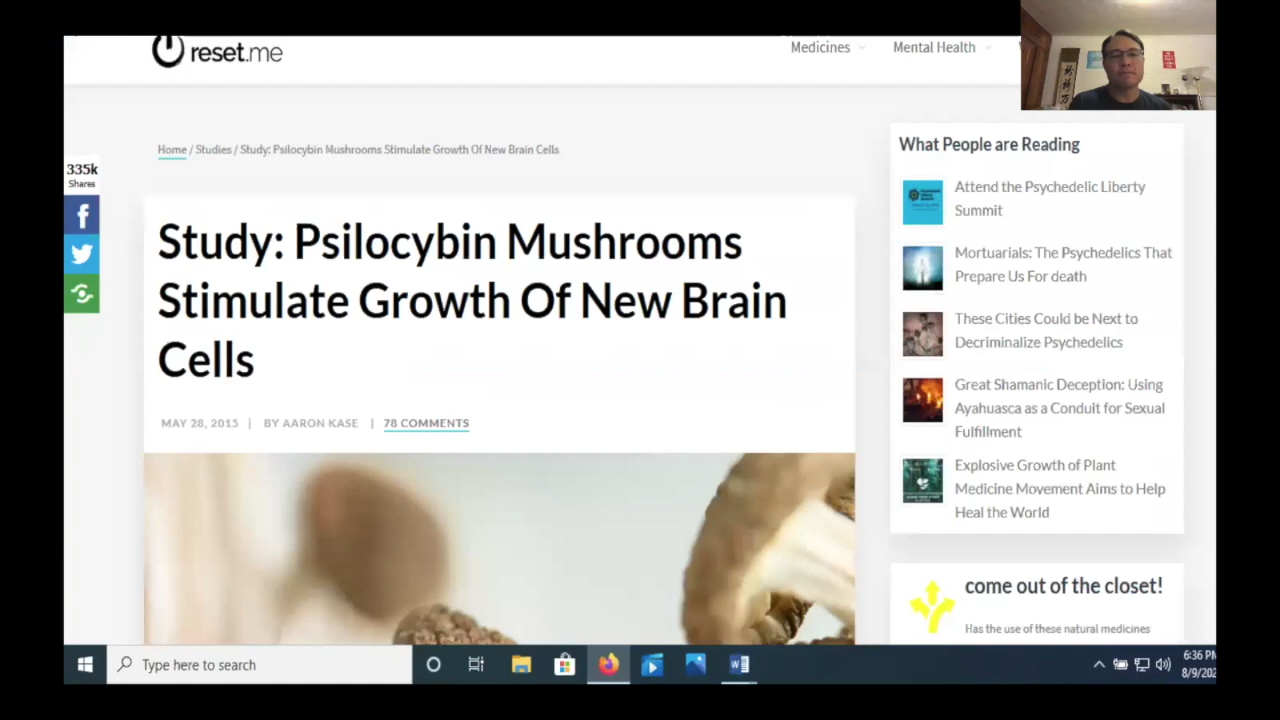 reset.me
Medicines
Mental Health
Home / Studies / Study: Psilocybin Mushrooms Stimulate Growth Of New Brain Cells
335k
Shares
Study: Psilocybin Mushrooms
Stimulate Growth Of New Brain
Cells
MAY 28, 2015 | BY AARON KASE | 78 COMMENTS
What People are Reading
Attend the Psychedelic Liberty
Summit
Mortuarials: The Psychedelics That
Prepare Us For death
These Cities Could be Next to
Decriminalize Psychedelics
Great Shamanic Deception: Using
Ayahuasca as a Conduit for Sexual
Fulfillment
Explosive Growth of Plant
Medicine Movement Aims to Help
Heal the World
come out of the closet!
Has the use of these natural medicines
Type here to search
6:36 PM
8/9/202